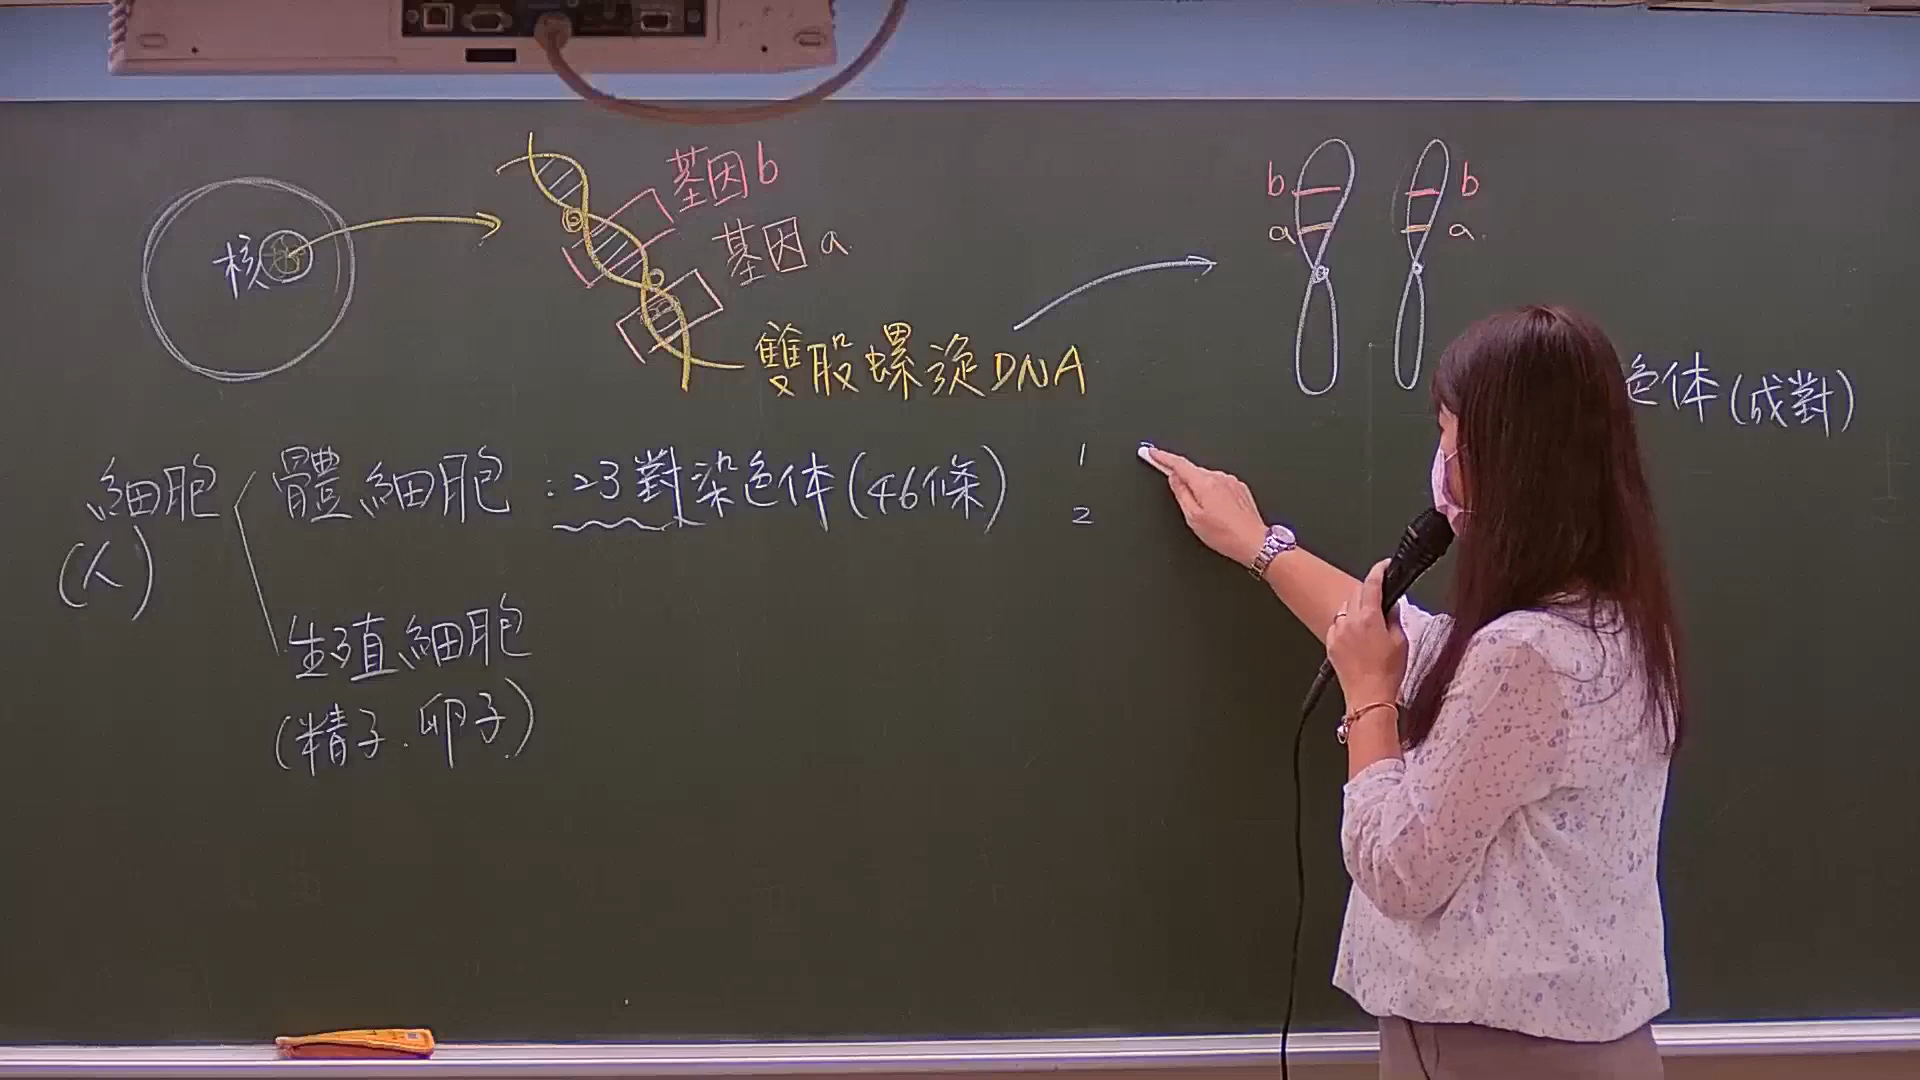 核
基因b
基因a
雙股螺旋DNA
b b
a a
色体(成對)
細胞
(人)
體細胞:23對染色体(46條)
1
2
生殖細胞
(精子.卵子)